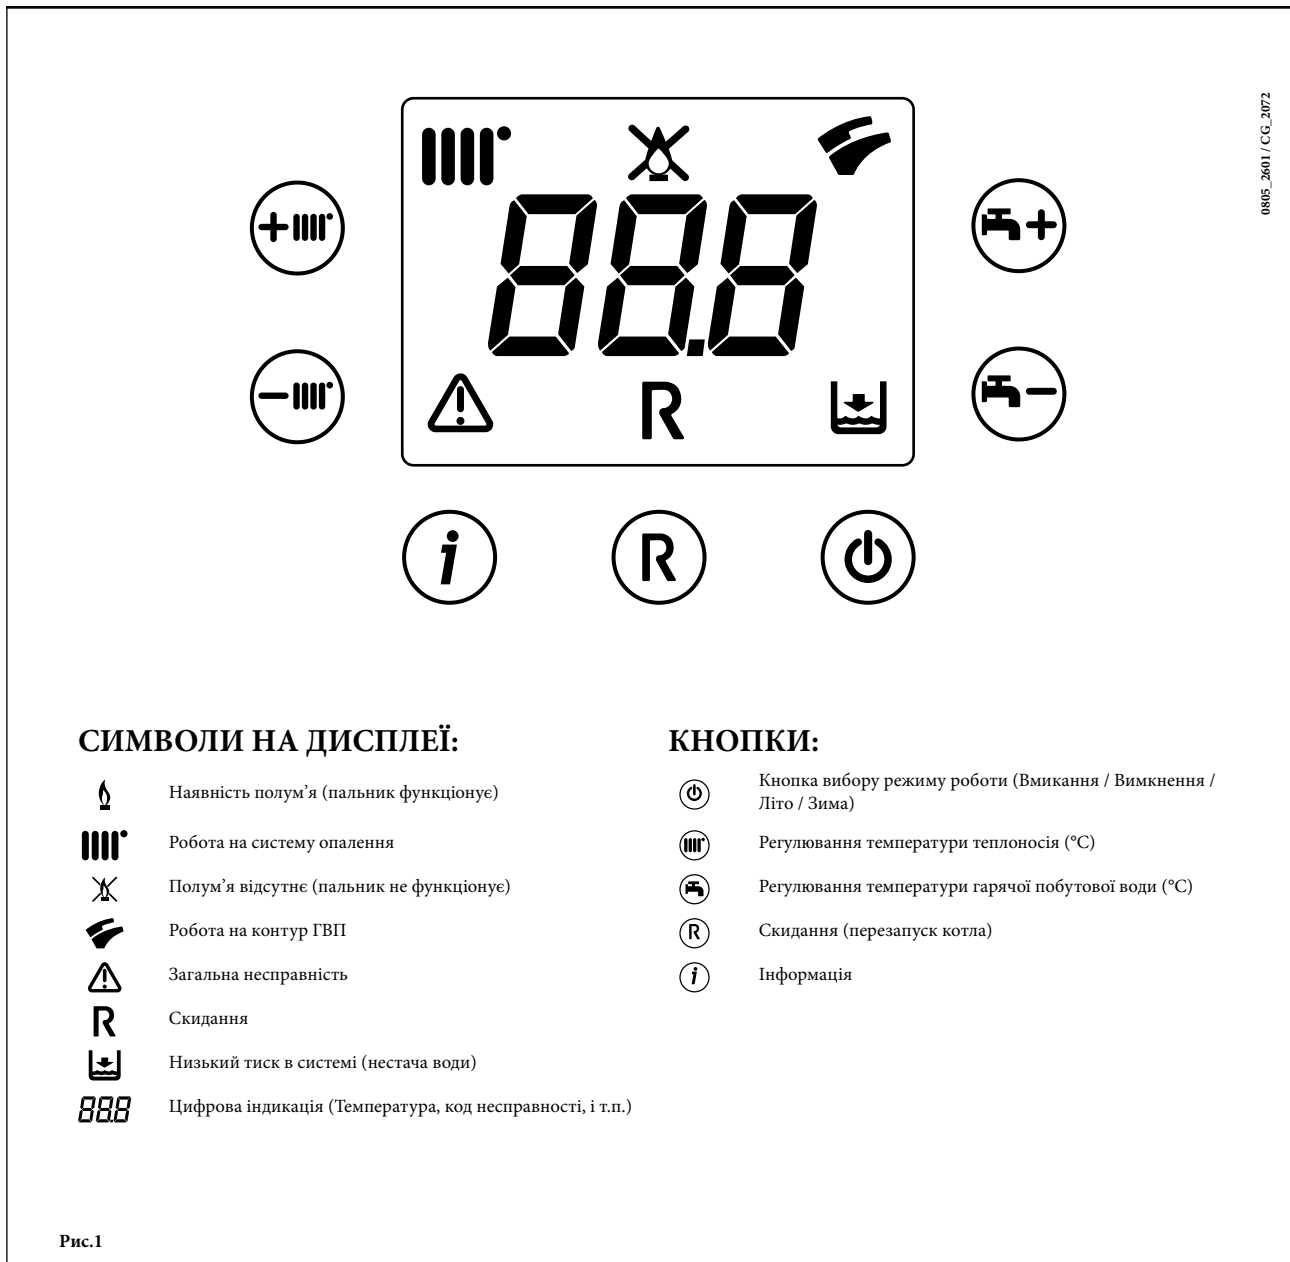 0805_2601 / CG_2072
88.8
R
i
R
СИМВОЛИ НА ДИСПЛЕЇ:
Наявність полум’я (пальник функціонує)
Робота на систему опалення
Полум’я відсутнє (пальник не функціонує)
Робота на контур ГВП
Загальна несправність
R Скидання
Низький тиск в системі (нестача води)
88.8 Цифрова індикація (Температура, код несправності, і т.п.)
КНОПКИ:
Кнопка вибору режиму роботи (Вмикання / Вимкнення /
Літо / Зима)
Регулювання температури теплоносія (°C)
Регулювання температури гарячої побутової води (°C)
R Скидання (перезапуск котла)
i Інформація
Рис.1